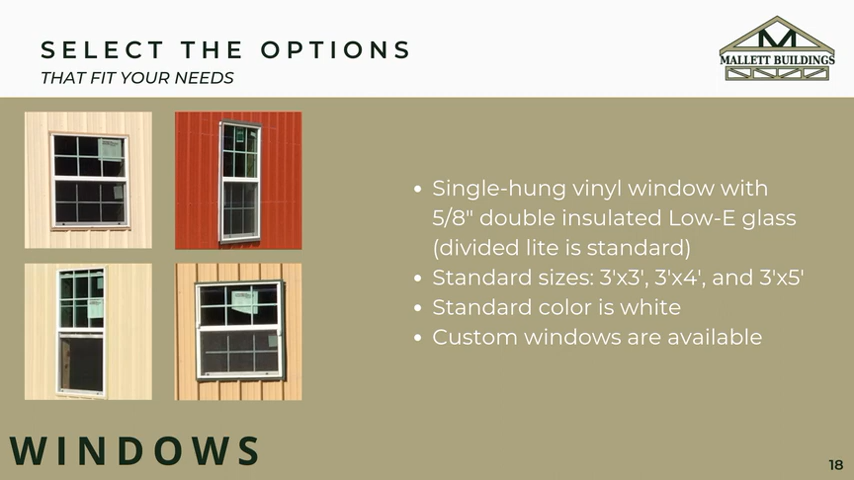 SELECT THE OPTIONS
THAT FIT YOUR NEEDS
MALLETT BUILDINGS
• Single-hung vinyl window with
5/8" double insulated Low-E glass
(divided lite is standard)
• Standard sizes: 3'x3', 3'x4', and 3'x5'
• Standard color is white
• Custom windows are available
WINDOWS
18